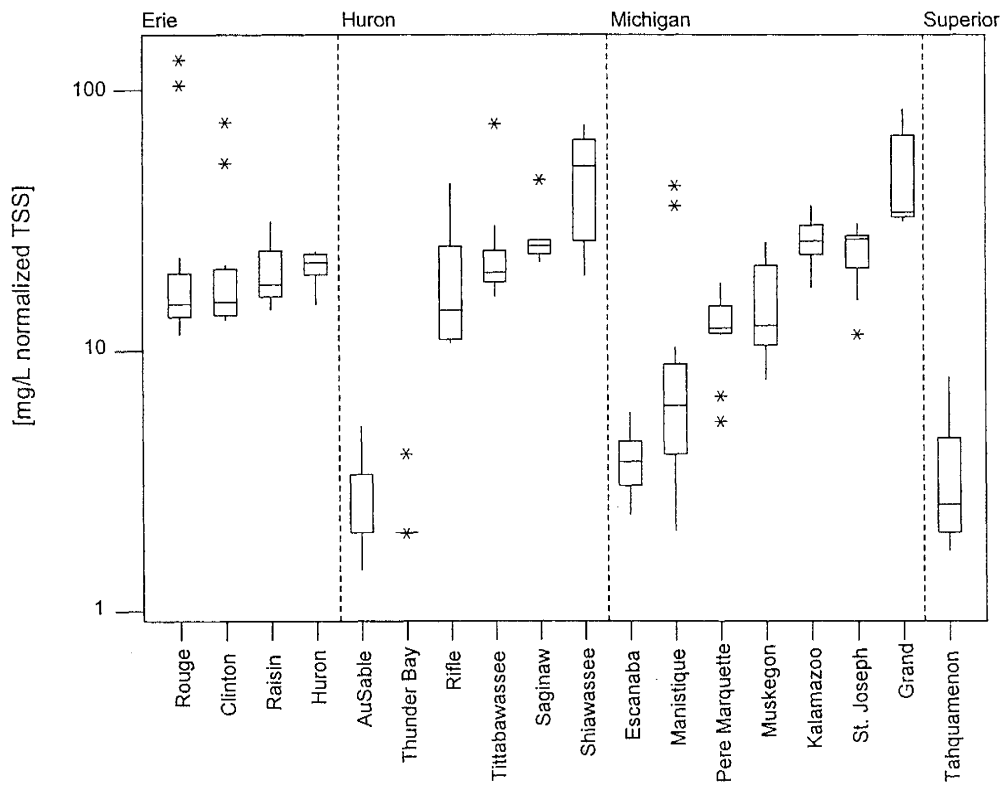 Erie Huron Michigan Superior
100
10
1
[mg/L normalized TSS]
Rouge
Clinton
Raisin
Huron
AuSable
Thunder Bay
Rifle
Tittabawassee
Saginaw
Shiawassee
Escanaba
Manistique
Pere Marquette
Muskegon
Kalamazoo
St. Joseph
Grand
Tahquamenon